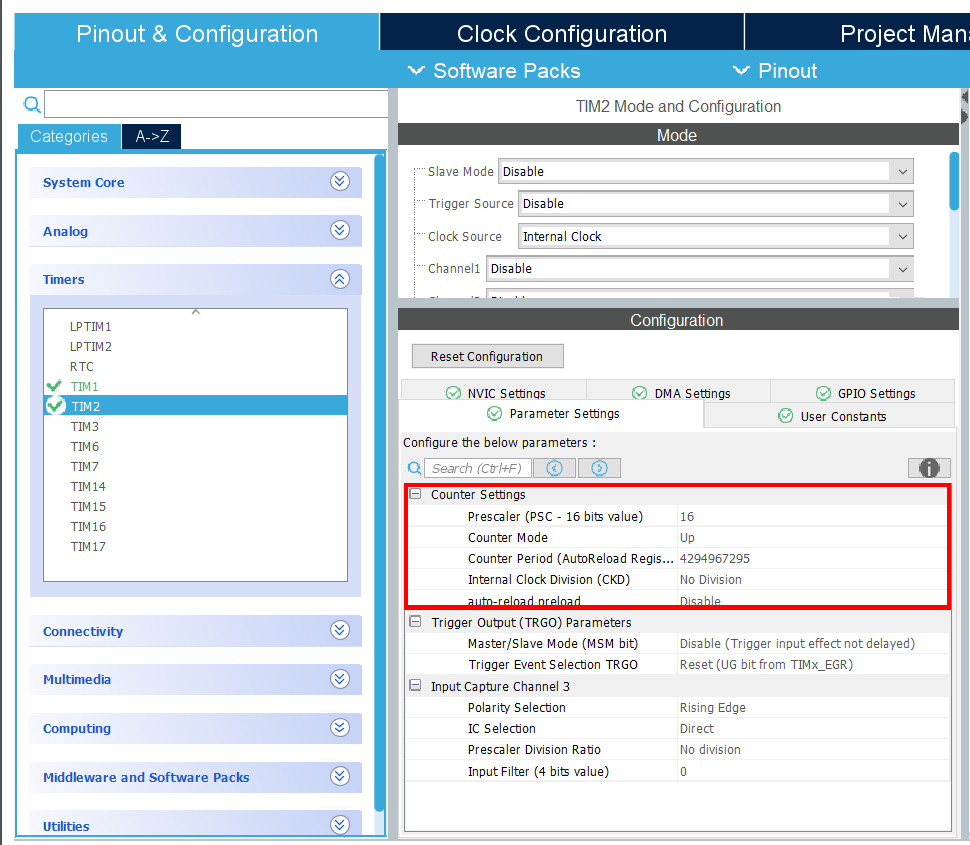 Pinout & Configuration
Clock Configuration
Project Man
Software Packs
Pinout
Categories
A->Z
System Core
Analog
Timers
LPTIM1
LPTIM2
RTC
TIM1
TIM2
TIM3
TIM6
TIM7
TIM14
TIM15
TIM16
TIM17
Connectivity
Multimedia
Computing
Middleware and Software Packs
Utilities
TIM2 Mode and Configuration
Mode
Slave Mode Disable
Trigger Source Disable
Clock Source Internal Clock
Channel1 Disable
Configuration
Reset Configuration
NVIC Settings
DMA Settings
GPIO Settings
Parameter Settings
User Constants
Configure the below parameters :
Search (Ctrl+F)
Counter Settings
Prescaler (PSC - 16 bits value) 16
Counter Mode Up
Counter Period (AutoReload Regis... 4294967295
Internal Clock Division (CKD) No Division
auto-reload preload Disable
Trigger Output (TRGO) Parameters
Master/Slave Mode (MSM bit) Disable (Trigger input effect not delayed)
Trigger Event Selection TRGO Reset (UG bit from TIMx_EGR)
Input Capture Channel 3
Polarity Selection Rising Edge
IC Selection Direct
Prescaler Division Ratio No division
Input Filter (4 bits value) 0